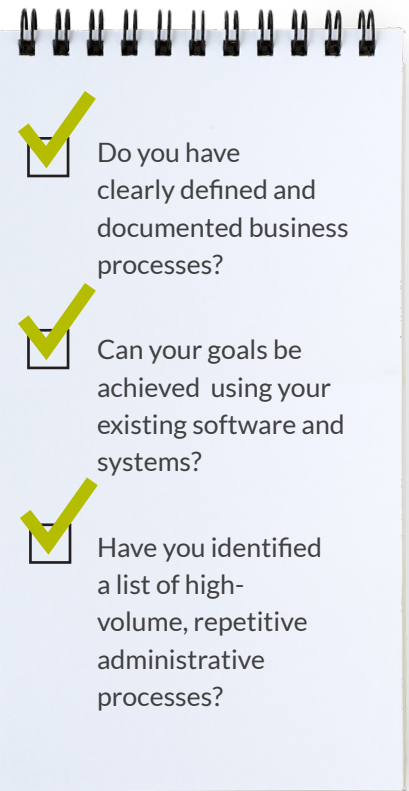 Do you have
clearly defined and
documented business
processes?
Can your goals be
achieved  using your
existing software and
systems?
Have you identified
a list of high-
volume, repetitive
administrative
processes?